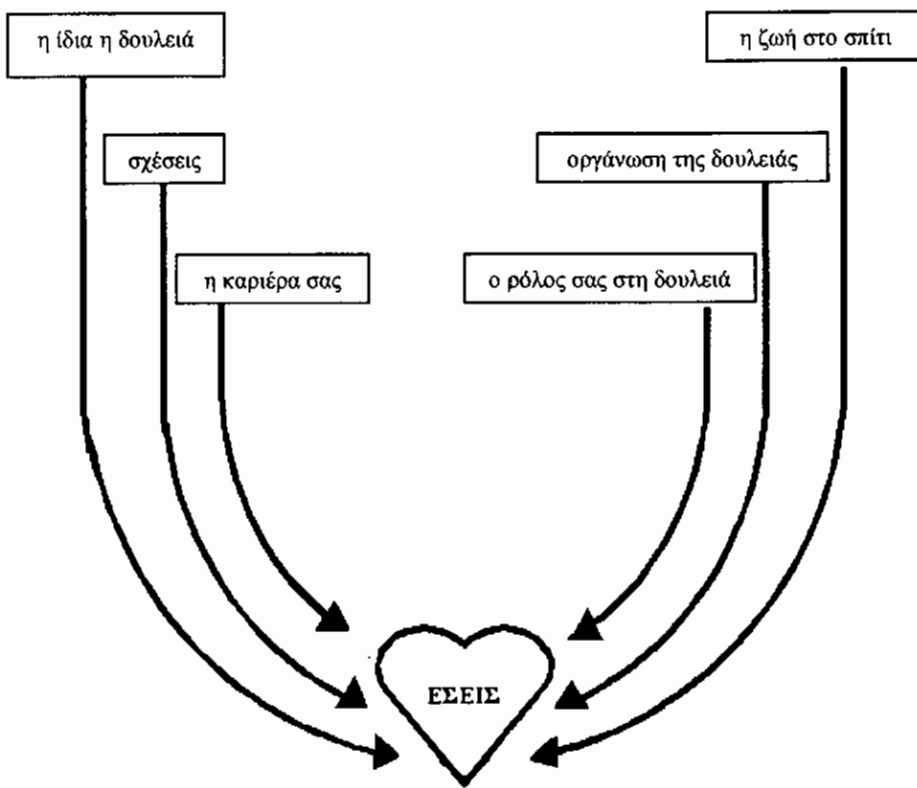 η ίδια η δουλειά
η ζωή στο σπίτι
σχέσεις
οργάνωση της δουλειάς
η καριέρα σας
ο ρόλος σας στη δουλειά
ΕΣΕΙΣ